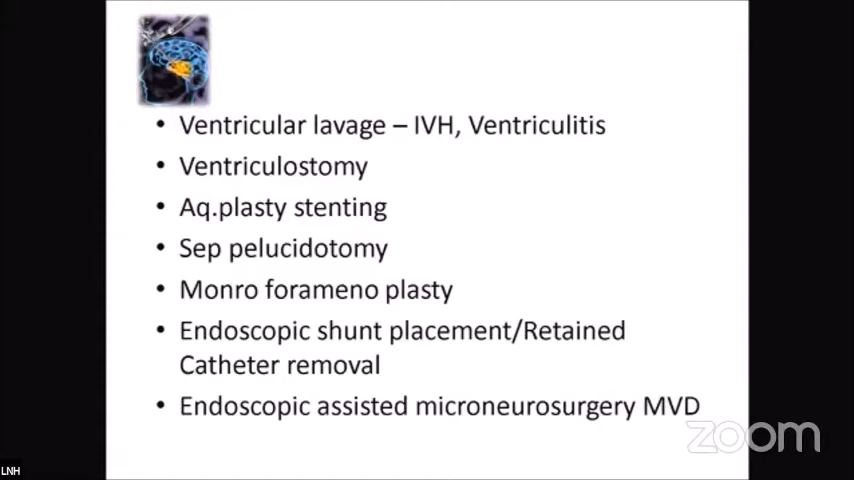 • Ventricular lavage – IVH, Ventriculitis
• Ventriculostomy
• Aq.plasty stenting
• Sep pelucidotomy
• Monro forameno plasty
• Endoscopic shunt placement/Retained
Catheter removal
• Endoscopic assisted microneurosurgery MVD
zoom
LNH